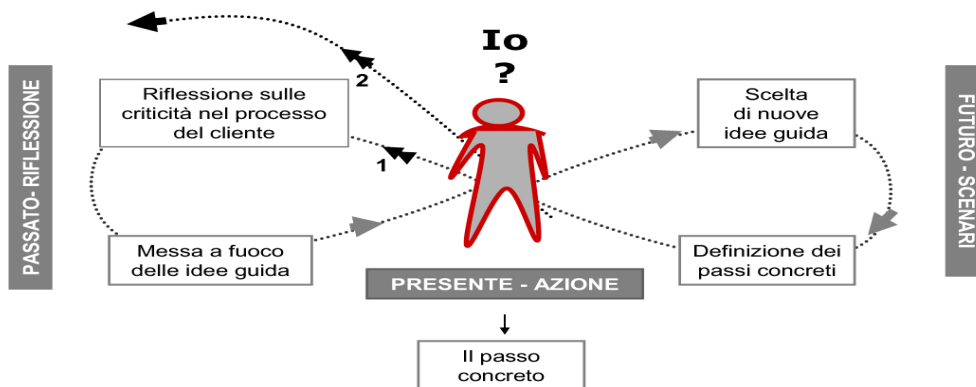 Io
?
2
1
PASSATO- RIFLESSIONE
Riflessione sulle
criticità nel processo
del cliente
Messa a fuoco
delle idee guida
Scelta
di nuove
idee guida
Definizione dei
passi concreti
FUTURO - SCENARI
PRESENTE - AZIONE
Il passo
concreto